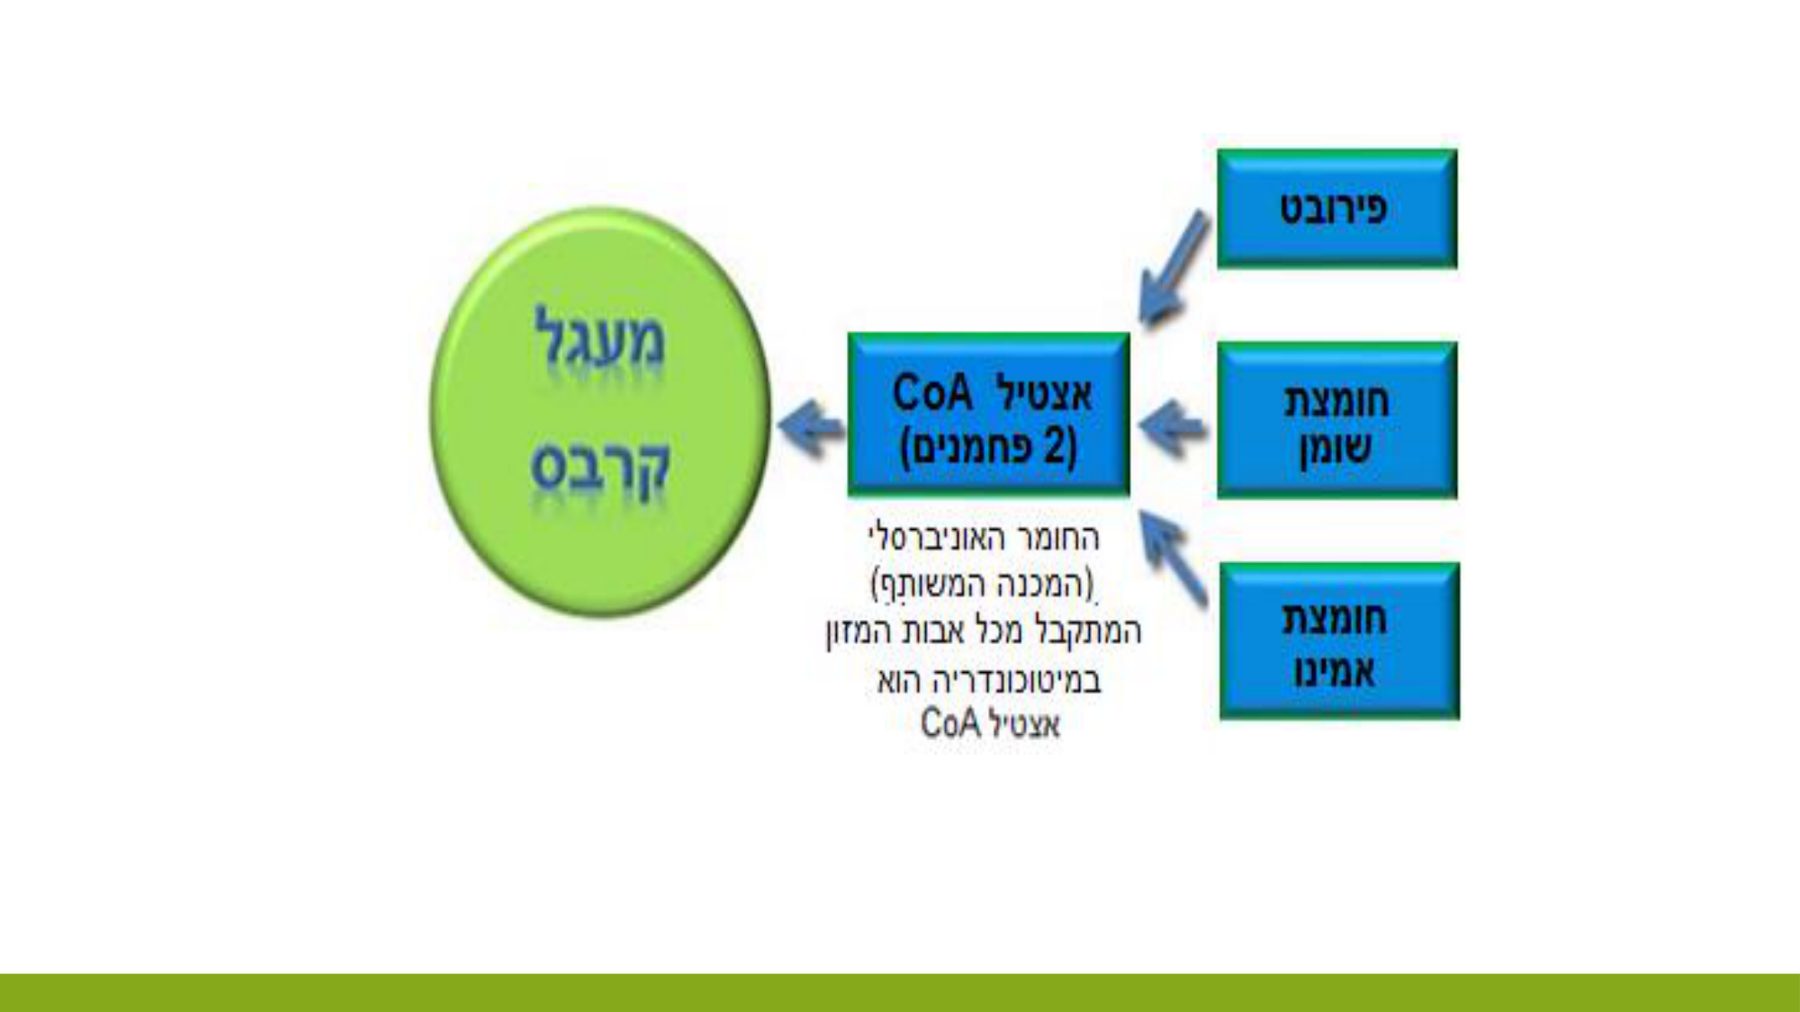 פירובט
חומצת
שומן
חומצת
אמינו
אצטיל CoA
(2 פחמנים)
החומר האוניברסלי
(המכנה המשותף)
המתקבל מכל אבות המזון
במיטוכונדריה הוא
אצטיל CoA
מעגל
קרבס